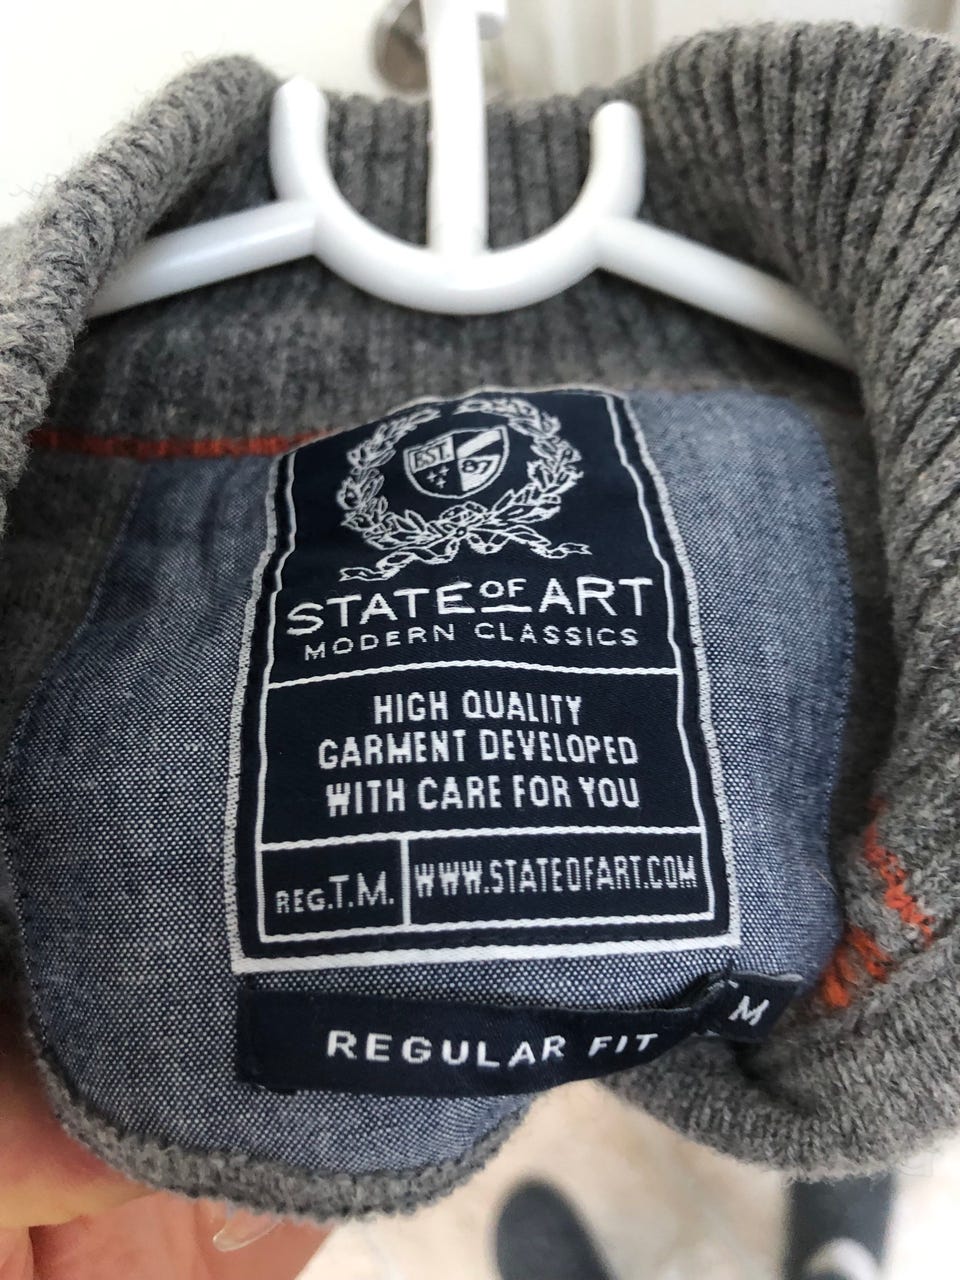 EST.
87
STATE OF ART
MODERN CLASSICS
HIGH QUALITY
GARMENT DEVELOPED
WITH CARE FOR YOU
REG.T.M. WWW.STATEOFART.COM
REGULAR FIT
M